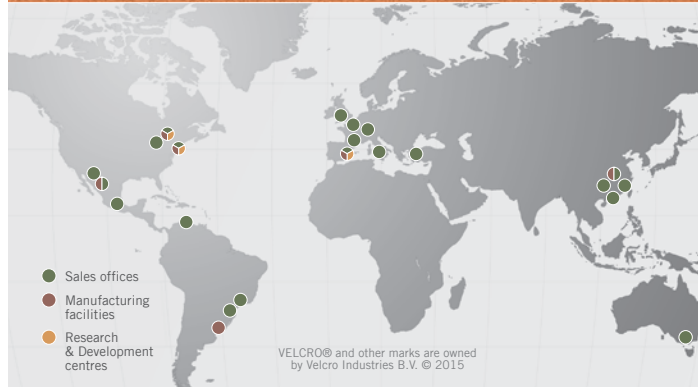 Sales offices
Manufacturing
facilities
Research
& Development
centres
VELCRO® and other marks are owned
by Velcro Industries B.V. © 2015